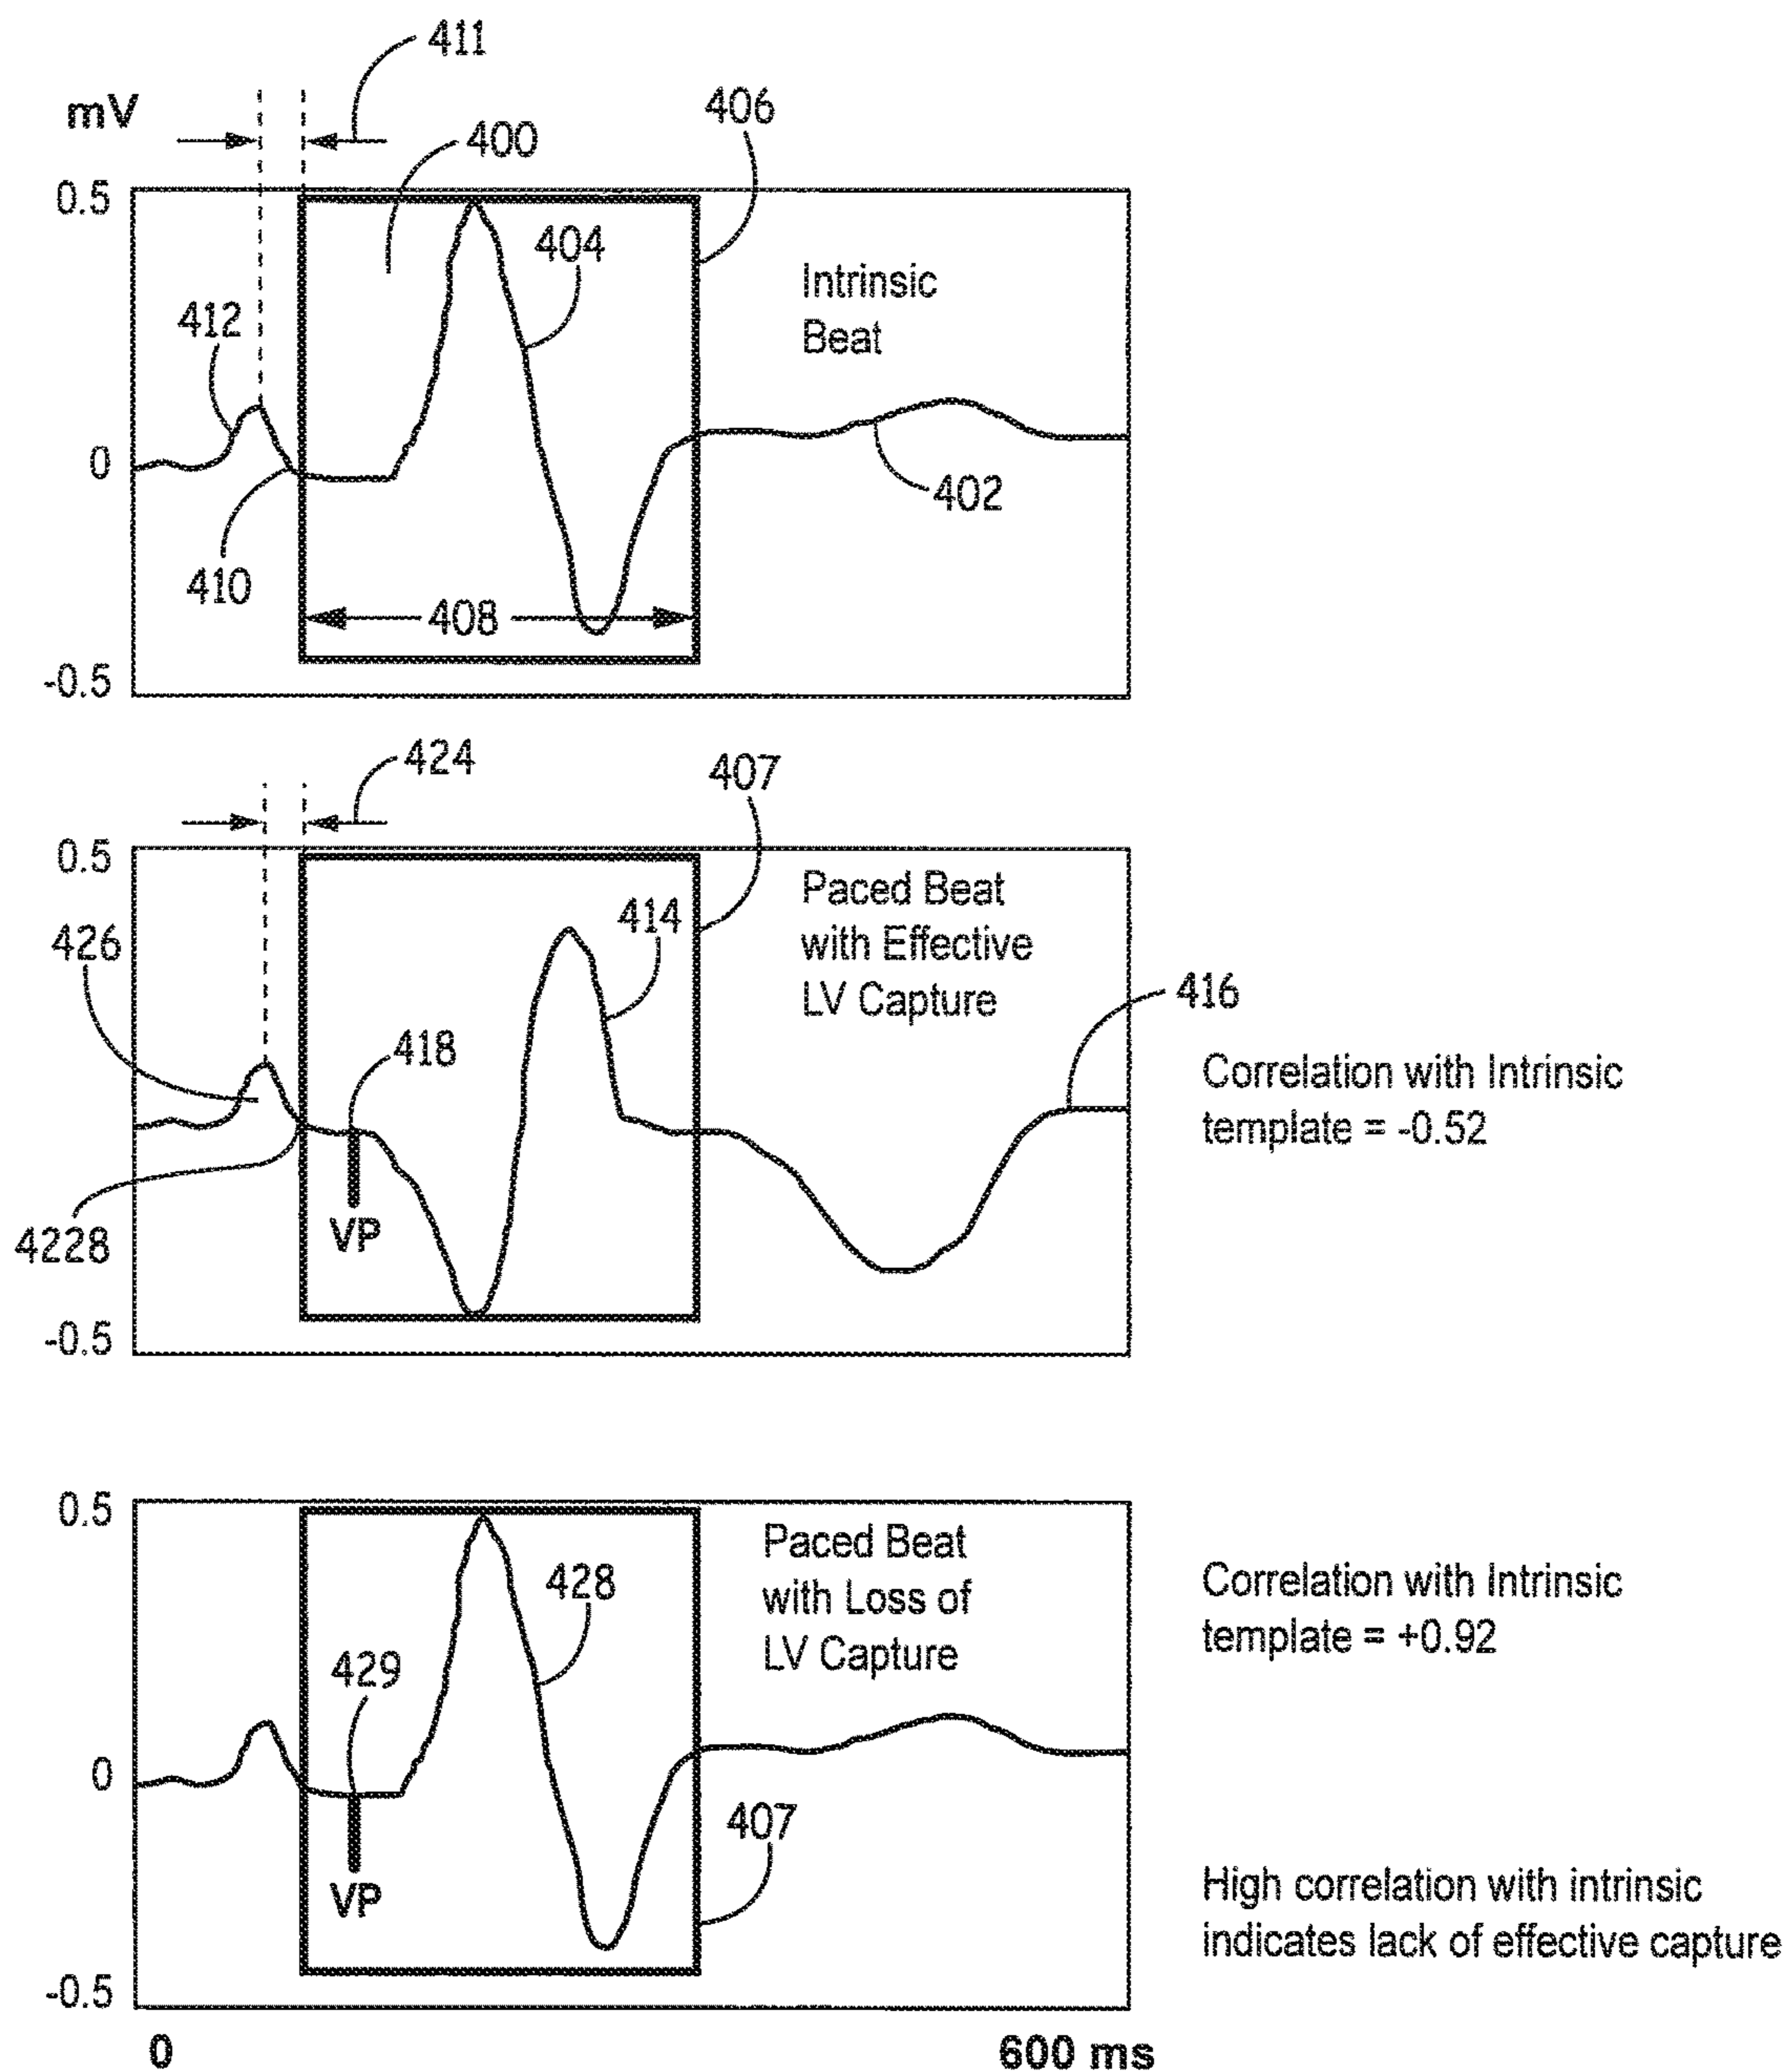 411
mV
406
400
0.5
404
Intrinsic
Beat
412
0
402
410
408
-0.5
424
407
0.5
Paced Beat
with Effective
LV Capture
414
426
416
418
Correlation with Intrinsic
template = -0.52
VP
4228
-0.5
0.5
Paced Beat
with Loss of
LV Capture
428
Correlation with Intrinsic
template = +0.92
429
0
407
VP
High correlation with intrinsic
indicates lack of effective capture
-0.5
0
600 ms